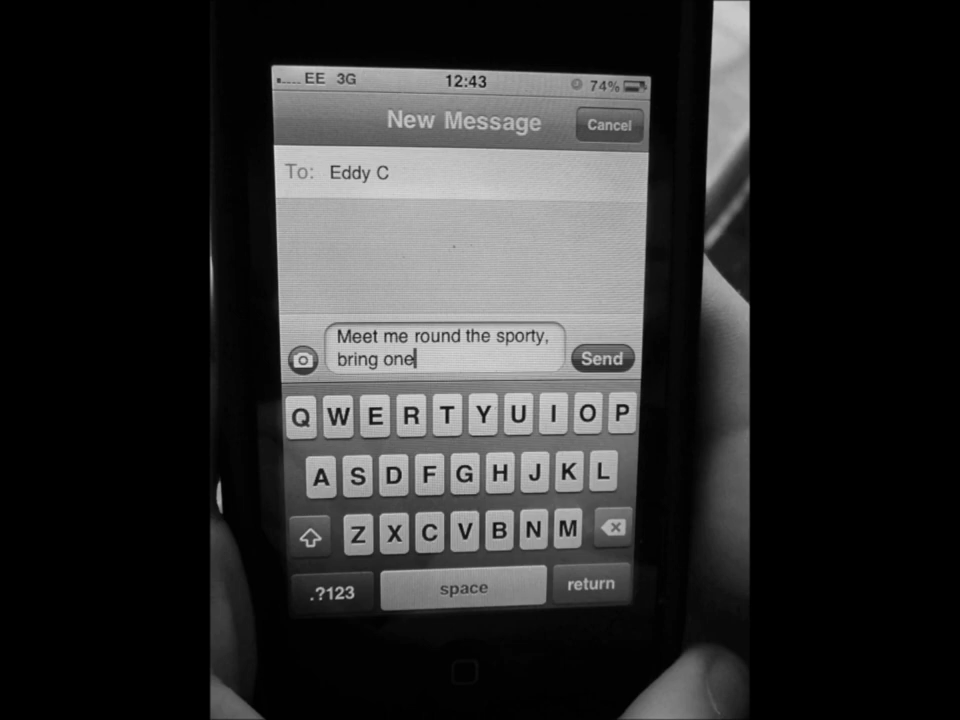 EE 3G 12:43 74%
New Message Cancel
To: Eddy C
Meet me round the sporty,
bring one
Send
Q W E R T Y U I O P
A S D F G H J K L
Z X C V B N M
.?123 space return